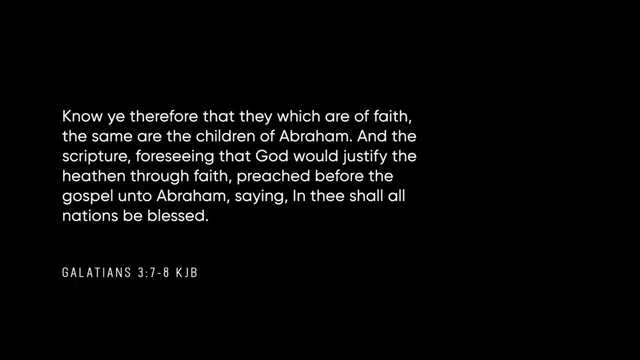 Know ye therefore that they which are of faith,
the same are the children of Abraham. And the
scripture, foreseeing that God would justify the
heathen through faith, preached before the
gospel unto Abraham, saying, In thee shall all
nations be blessed.
GALATIANS 3:7-8 KJB